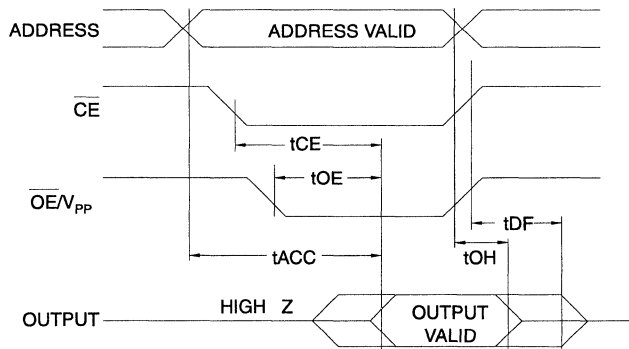 ADDRESS
ADDRESS VALID
CE
tCE
tOE
OE/VPP
tDF
tACC
tOH
HIGH Z
OUTPUT
OUTPUT
VALID